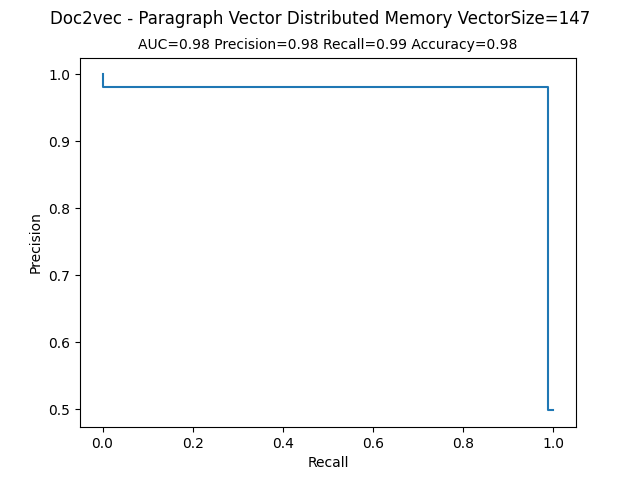 Doc2vec - Paragraph Vector Distributed Memory VectorSize=147
AUC=0.98 Precision=0.98 Recall=0.99 Accuracy=0.98
1.0
0.9
0.8
0.7
0.6
0.5
Precision
0.0 0.2 0.4 0.6 0.8 1.0
Recall